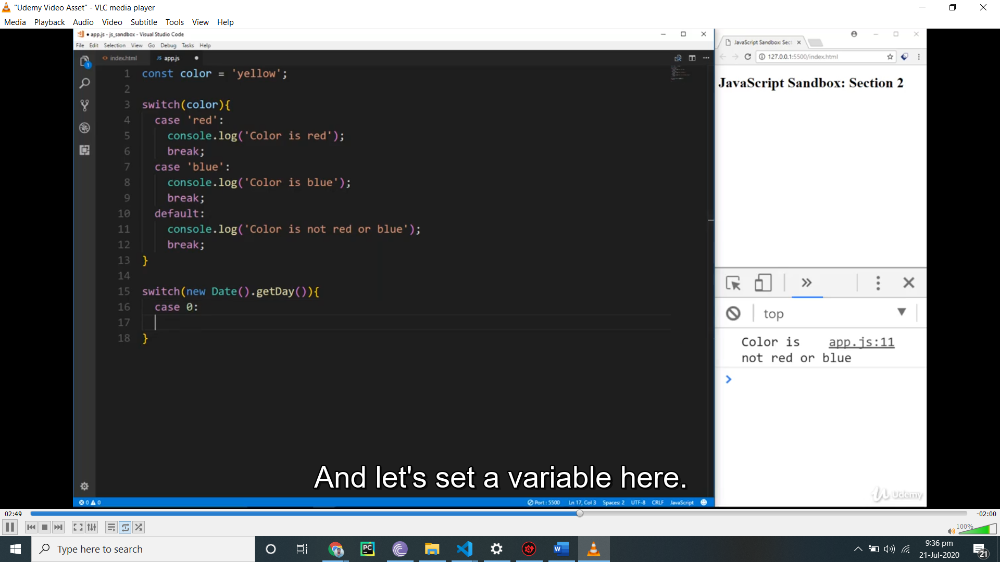 "Udemy Video Asset" - VLC media player
Media Playback Audio Video Subtitle Tools View Help
● app.js - js_sandbox - Visual Studio Code
File Edit Selection View Go Debug Tasks Help
index.html JS app.js
1 const color = 'yellow';
2
3 switch(color){
4 case 'red':
5 console.log('Color is red');
6 break;
7 case 'blue':
8 console.log('Color is blue');
9 break;
10 default:
11 console.log('Color is not red or blue');
12 break;
13 }
14
15 switch(new Date().getDay()){
16 case 0:
17
18 }
JavaScript Sandbox: Sect
127.0.0.1:5500/index.html
JavaScript Sandbox: Section 2
top
Color is app.js:11
not red or blue
And let's set a variable here.
Udemy
0 0 Port : 5500 Ln 17, Col 3 Spaces: 2 UTF-8 CRLF JavaScript
02:49 -02:00
100%
Type here to search
PC
W
9:36 pm
21-Jul-2020
21